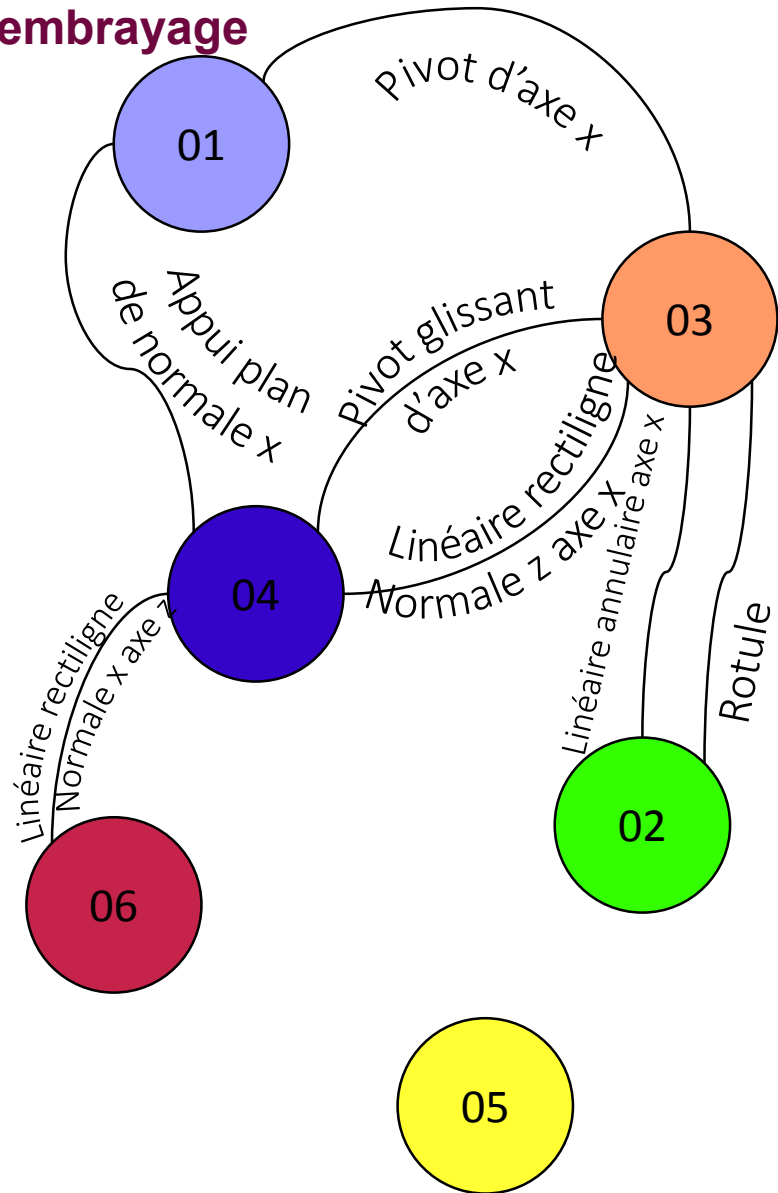 embrayage
Pivot d'axe x
01
03
Appui plan
de normale x
Pivot glissant
d'axe x
Linéaire rectiligne
Normale z axe x
Linéaire annulaire axe x
Rotule
04
Linéaire rectiligne
Normale x axe z
02
06
05